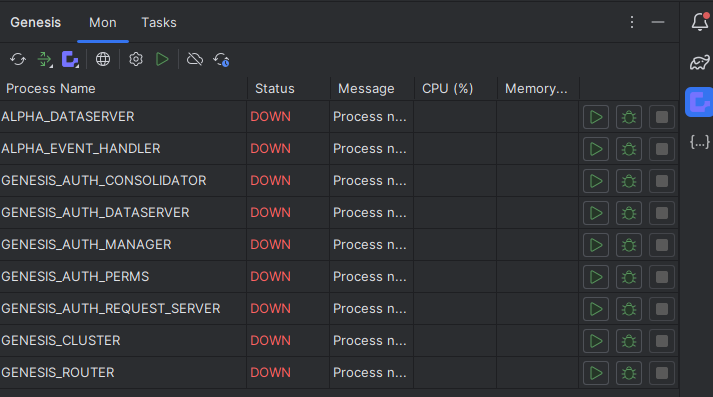 Genesis Mon Tasks
Process Name Status Message CPU (%) Memory...
ALPHA_DATASERVER DOWN Process n...
ALPHA_EVENT_HANDLER DOWN Process n...
GENESIS_AUTH_CONSOLIDATOR DOWN Process n...
GENESIS_AUTH_DATASERVER DOWN Process n...
GENESIS_AUTH_MANAGER DOWN Process n...
GENESIS_AUTH_PERMS DOWN Process n...
GENESIS_AUTH_REQUEST_SERVER DOWN Process n...
GENESIS_CLUSTER DOWN Process n...
GENESIS_ROUTER DOWN Process n...